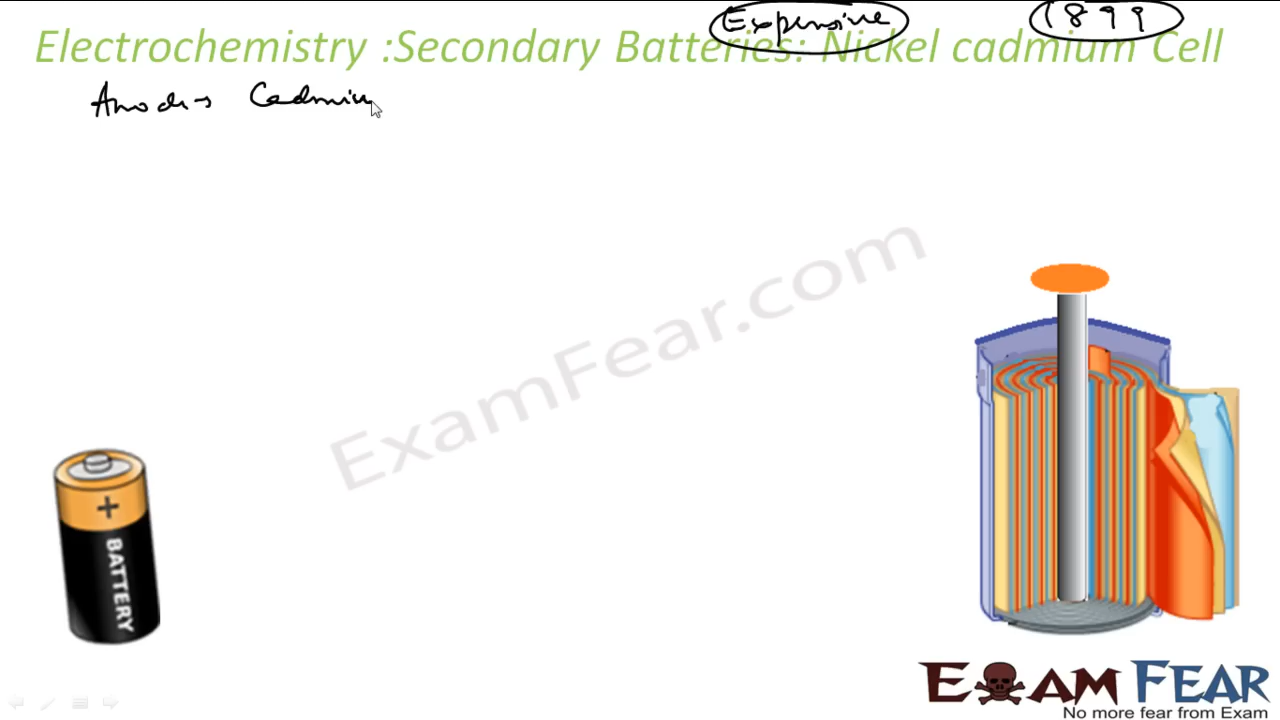 Expensive 1899
Electrochemistry :Secondary Batteries: Nickel cadmium Cell
Anode → Cadmium
ExamFear.com
+
BATTERY
EXAM FEAR
No more fear from Exam